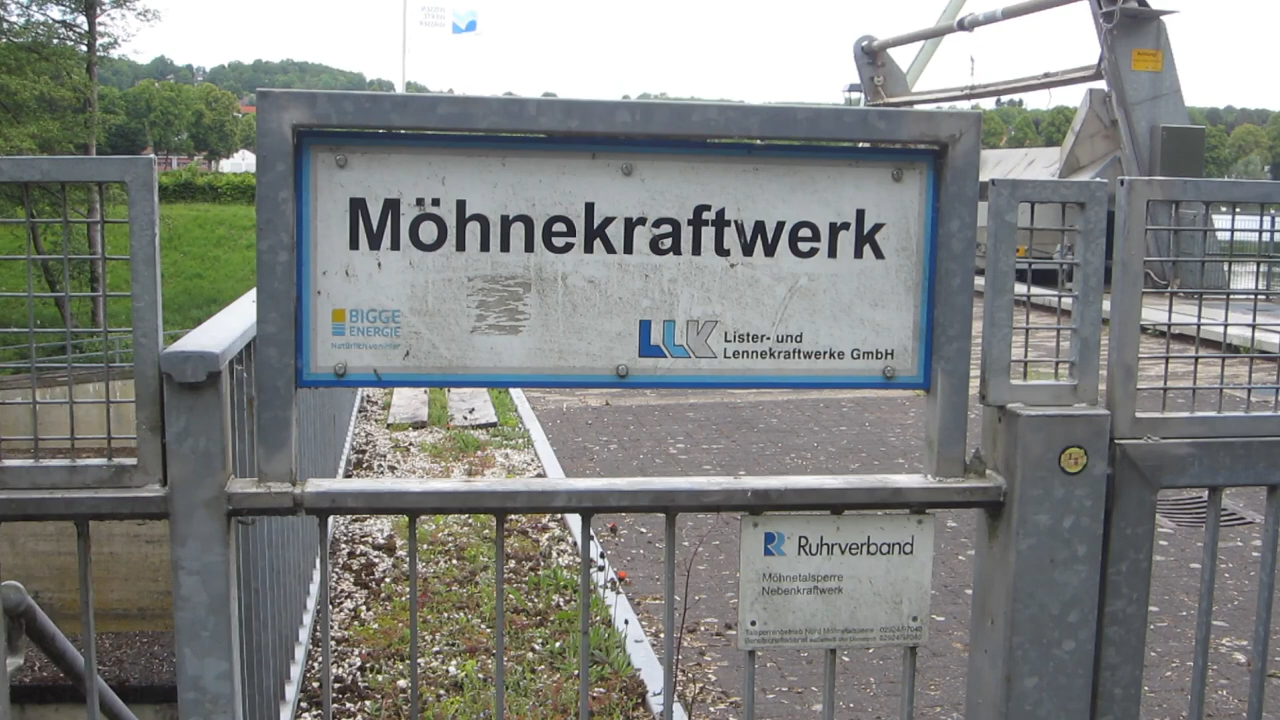 Möhnekraftwerk
BIGGE
ENERGIE
LLK
Lister- und
Lennekraftwerke GmbH
Ruhrverband
Möhnetalsperre
Nebenkraftwerk